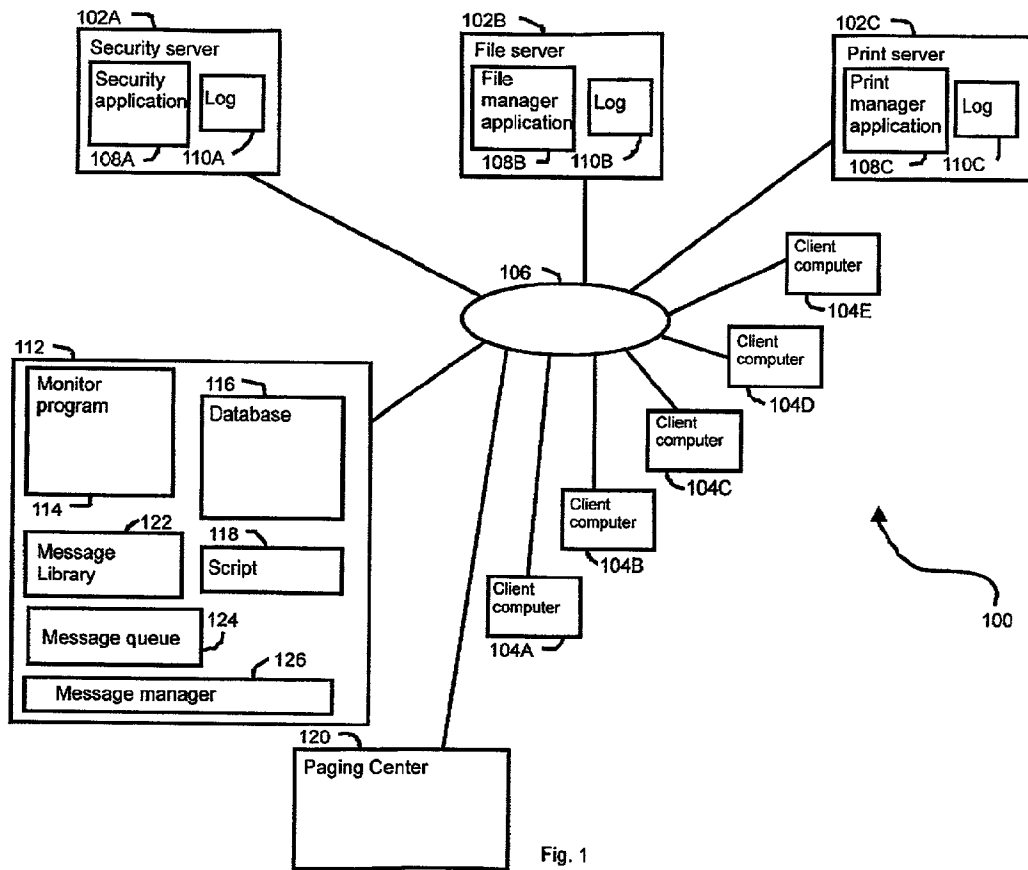 102A
Security server
Security
application
Log
108A
110A
102B
File server
File
manager
application
Log
108B
110B
102C
Print server
Print
manager
application
Log
108C
110C
106
Client
computer
104E
Client
computer
104D
Client
computer
104C
Client
computer
104B
Client
computer
104A
112
Monitor
program
114
116
Database
122
Message
Library
118
Script
Message queue
124
126
Message manager
120
Paging Center
100
Fig. 1